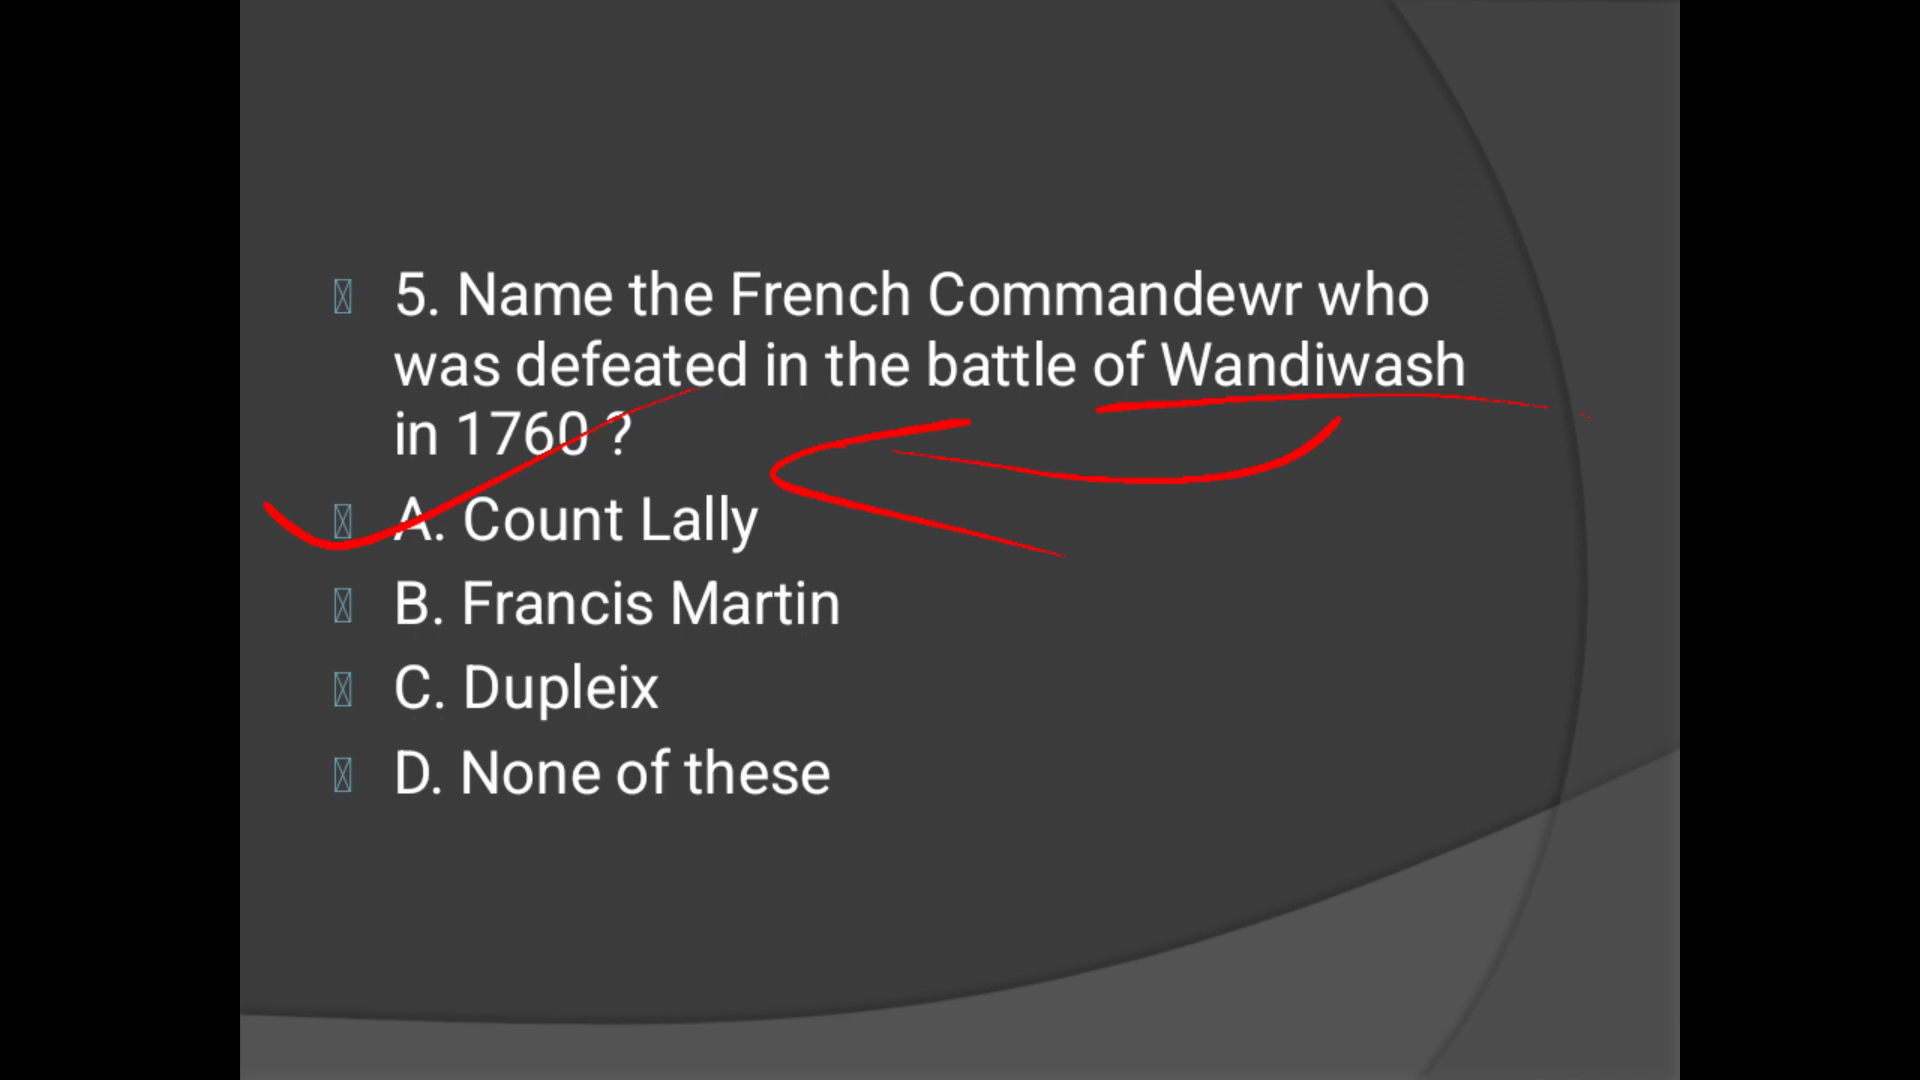 5. Name the French Commandewr who
was defeated in the battle of Wandiwash
in 1760 ?
A. Count Lally
B. Francis Martin
C. Dupleix
D. None of these